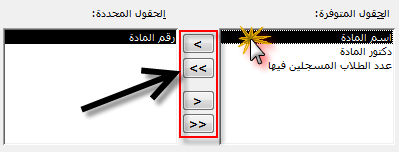 الحقول المتوفرة:
الحقول المحددة:
اسم المادة
دكتور المادة
عدد الطلاب المسجلين فيها
<
<<
>
>>
رقم المادة